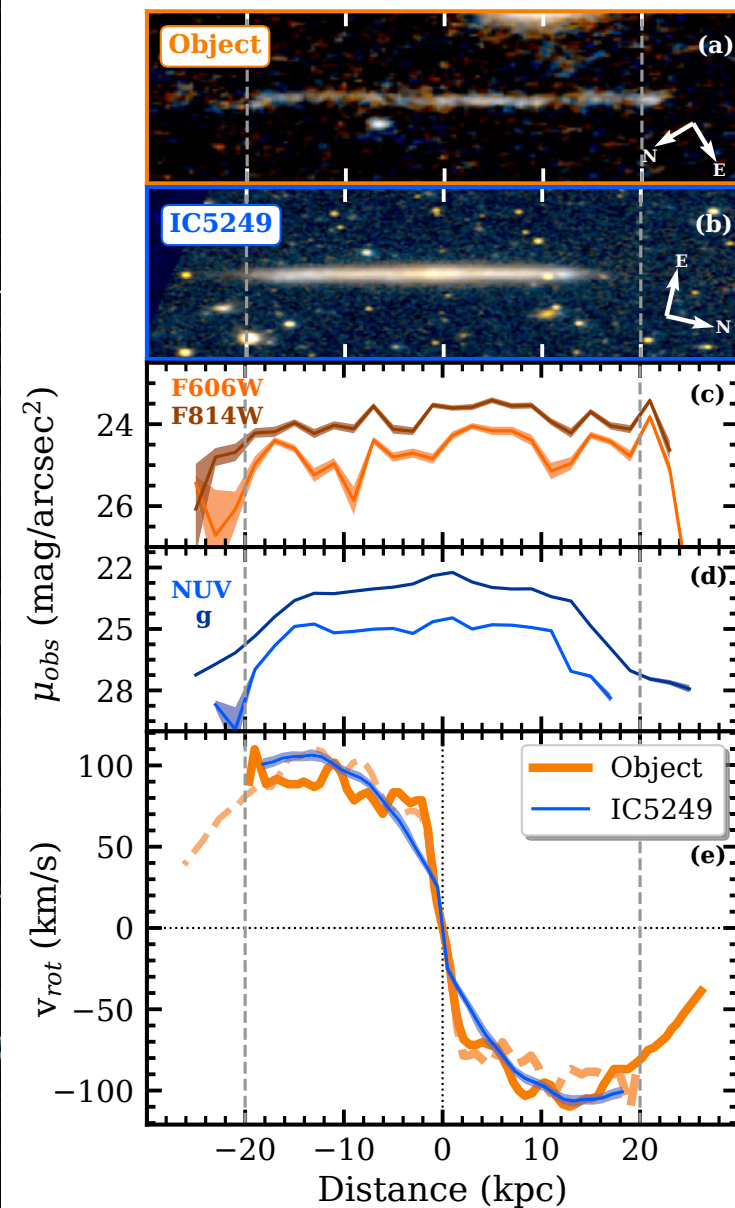 Object
(a)
N
E
IC5249
(b)
E
N
F606W
F814W
(c)
24
26
NUV
g
(d)
22
25
28
μobs (mag/arcsec²)
Object
IC5249
(e)
100
50
0
−50
−100
vrot (km/s)
−20 −10 0 10 20
Distance (kpc)